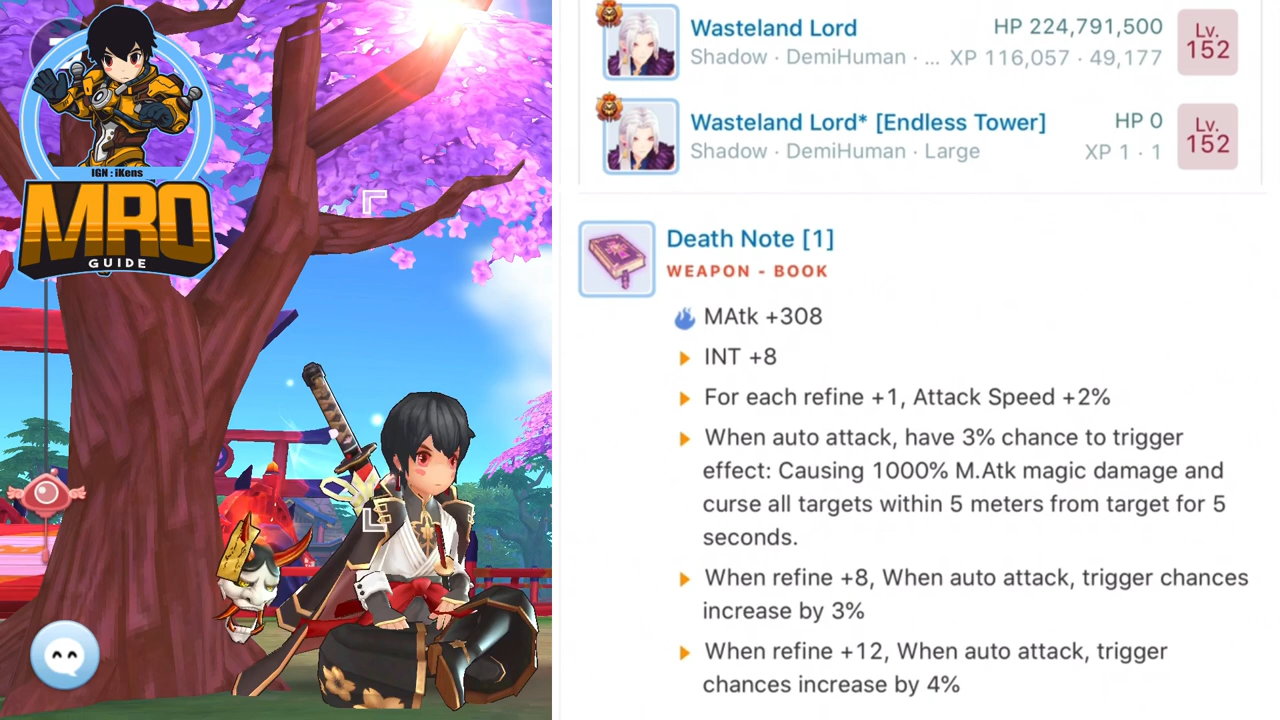 IGN : iKens
MRO
GUIDE
Wasteland Lord
HP 224,791,500
Shadow · DemiHuman · ...
XP 116,057 · 49,177
Lv.
152
Wasteland Lord* [Endless Tower]
HP 0
Shadow · DemiHuman · Large
XP 1 · 1
Lv.
152
Death Note [1]
WEAPON - BOOK
MAtk +308
INT +8
For each refine +1, Attack Speed +2%
When auto attack, have 3% chance to trigger
effect: Causing 1000% M.Atk magic damage and
curse all targets within 5 meters from target for 5
seconds.
When refine +8, When auto attack, trigger chances
increase by 3%
When refine +12, When auto attack, trigger
chances increase by 4%